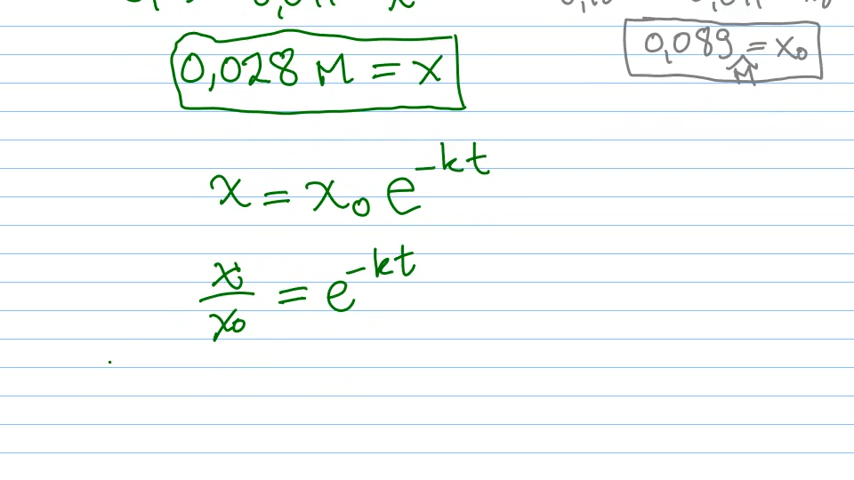 0,089 M = x₀
0,028 M = x
x = x₀ e^{-kt}
x/x₀ = e^{-kt}